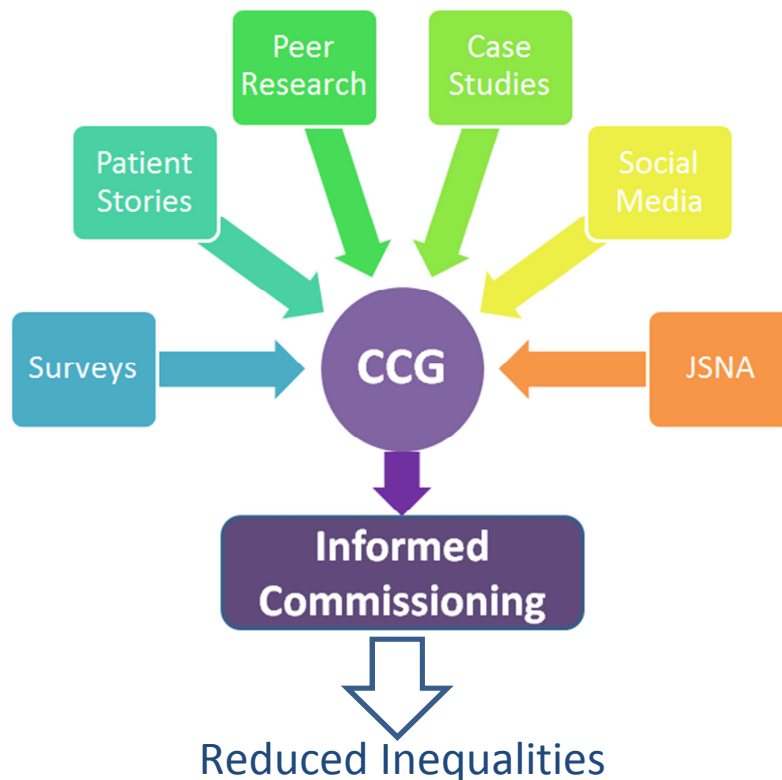 Peer
Research
Case
Studies
Patient
Stories
Social
Media
Surveys
CCG
JSNA
Informed
Commissioning
Reduced Inequalities